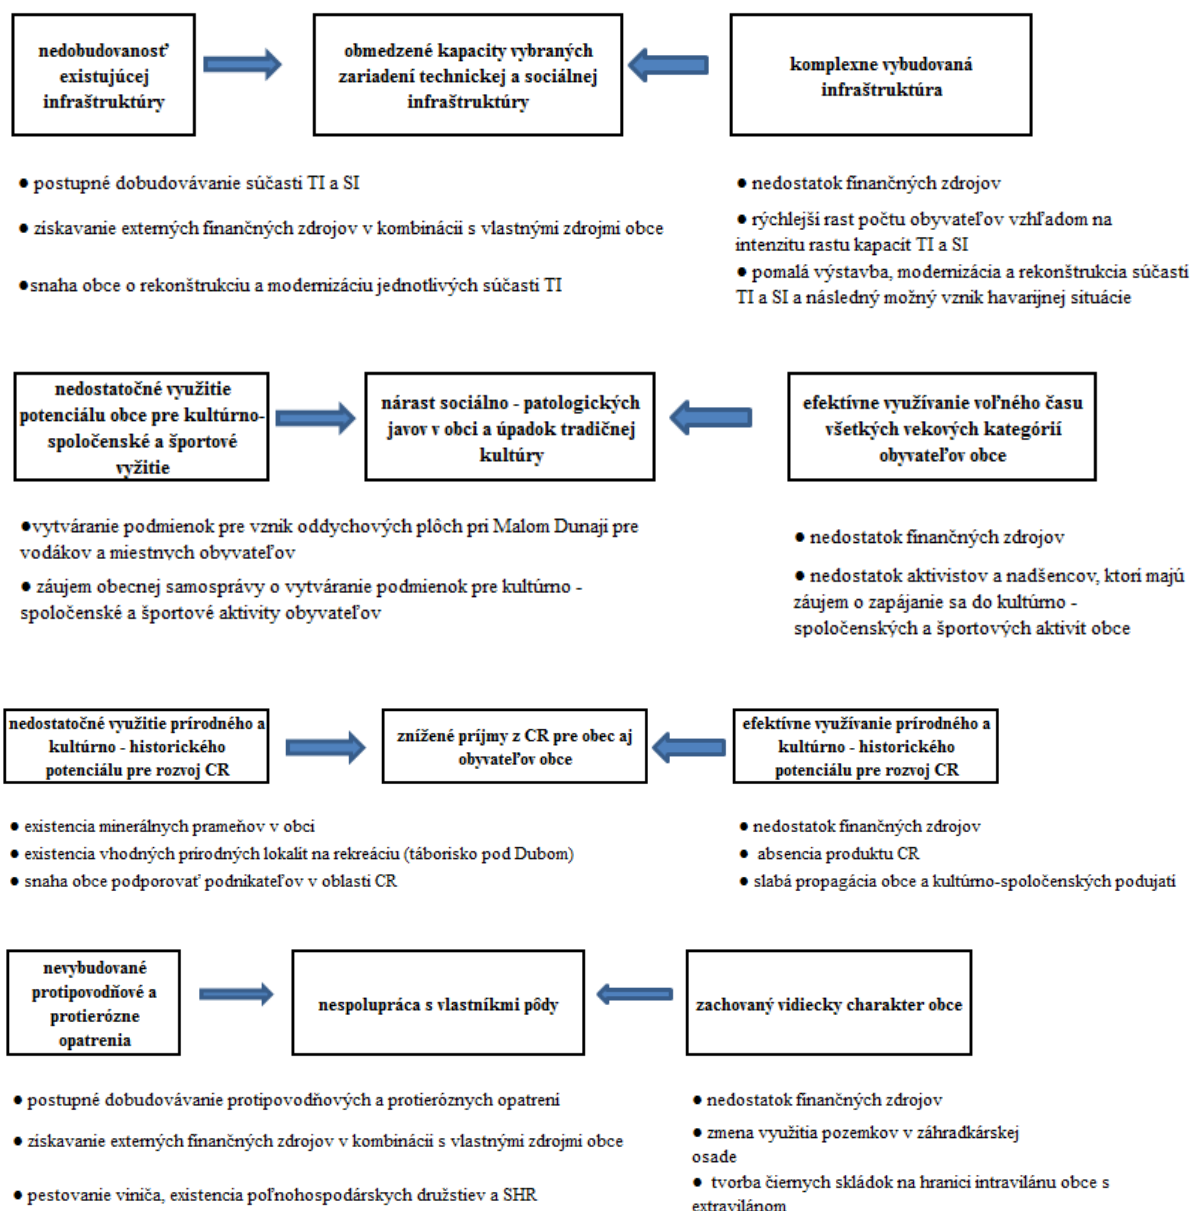 nedobudovanosť
existujúcej
infraštruktúry
obmedzené kapacity vybraných
zariadení technickej a sociálnej
infraštruktúry
komplexne vybudovaná
infraštruktúra
● postupné dobudovávanie súčastí TI a SI
● získavanie externých finančných zdrojov v kombinácii s vlastnými zdrojmi obce
●snaha obce o rekonštrukciu a modernizáciu jednotlivých súčastí TI
● nedostatok finančných zdrojov
● rýchlejší rast počtu obyvateľov vzhľadom na
intenzitu rastu kapacít TI a SI
● pomalá výstavba, modernizácia a rekonštrukcia súčastí
TI a SI a následný možný vznik havarijnej situácie
nedostatočné využitie
potenciálu obce pre kultúrno-
spoločenské a športové
vyžitie
nárast sociálno - patologických
javov v obci a úpadok tradičnej
kultúry
efektívne využívanie voľného času
všetkých vekových kategórií
obyvateľov obce
●vytváranie podmienok pre vznik oddychových plôch pri Malom Dunaji pre
vodákov a miestnych obyvateľov
● záujem obecnej samosprávy o vytváranie podmienok pre kultúrno -
spoločenské a športové aktivity obyvateľov
● nedostatok finančných zdrojov
● nedostatok aktivistov a nadšencov, ktorí majú
záujem o zapájanie sa do kultúrno -
spoločenských a športových aktivít obce
nedostatočné využitie prírodného a
kultúrno - historického
potenciálu pre rozvoj CR
znížené príjmy z CR pre obec aj
obyvateľov obce
efektívne využívanie prírodného a
kultúrno - historického
potenciálu pre rozvoj CR
● existencia minerálnych prameňov v obci
● existencia vhodných prírodných lokalít na rekreáciu (táborisko pod Dubom)
● snaha obce podporovať podnikateľov v oblasti CR
● nedostatok finančných zdrojov
● absencia produktu CR
● slabá propagácia obce a kultúrno-spoločenských podujatí
nevybudované
protipovodňové a
protierózne
opatrenia
nespolupráca s vlastníkmi pôdy
zachovaný vidiecky charakter obce
● postupné dobudovávanie protipovodňových a protieróznych opatrení
● získavanie externých finančných zdrojov v kombinácii s vlastnými zdrojmi obce
● pestovanie viniča, existencia poľnohospodárskych družstiev a SHR
● nedostatok finančných zdrojov
● zmena využitia pozemkov v záhradkárskej
osade
● tvorba čiernych skládok na hranici intravilánu obce s
extravilánom